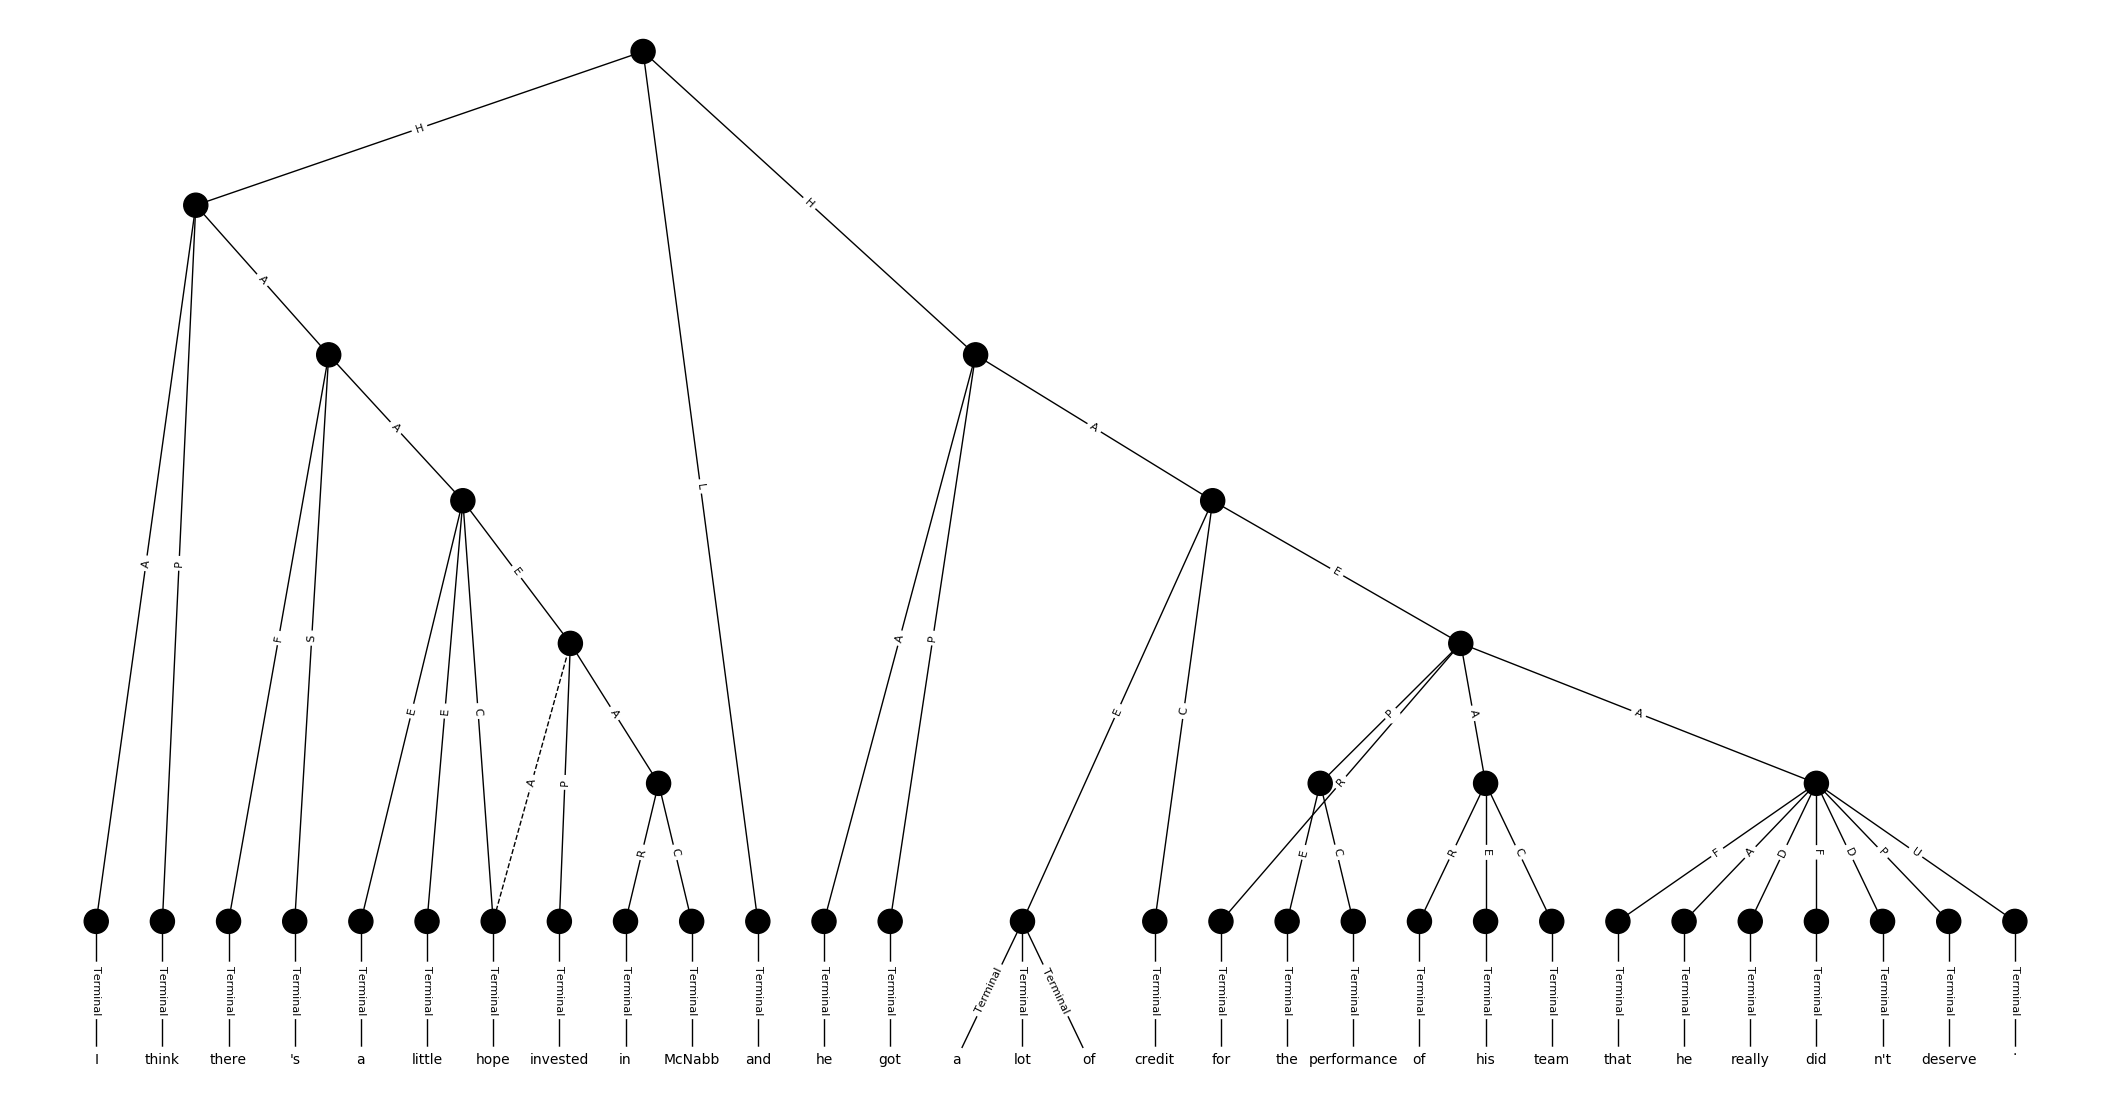 H
H
A
A
A
L
A
P
E
E
F
S
A
P
E
E
C
A
E
C
P
A
A
A
P
R
R
C
E
C
R
E
C
F
A
D
F
D
P
U
Terminal Terminal Terminal Terminal Terminal Terminal Terminal Terminal Terminal Terminal Terminal Terminal Terminal Terminal Terminal Terminal Terminal Terminal Terminal Terminal Terminal Terminal Terminal Terminal Terminal Terminal Terminal Terminal Terminal Terminal
I think there 's a little hope invested in McNabb and he got a lot of credit for the performance of his team that he really did n't deserve .